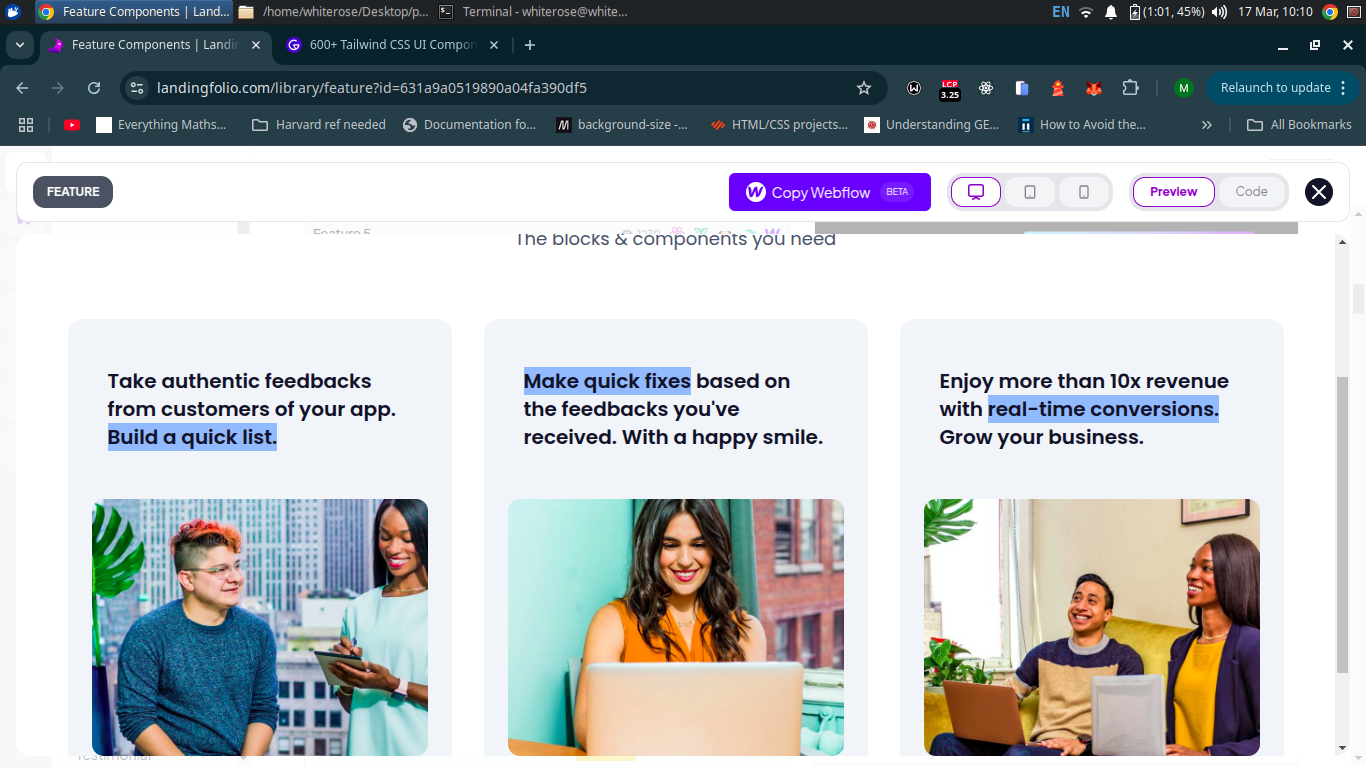 Feature Components | Land...
/home/whiterose/Desktop/p...
Terminal - whiterose@white...
EN
(1:01, 45%)
17 Mar, 10:10
Feature Components | Landi
600+ Tailwind CSS UI Compon
landingfolio.com/library/feature?id=631a9a0519890a04fa390df5
LCP
3.25
M
Relaunch to update
Everything Maths...
Harvard ref needed
Documentation fo...
background-size -...
HTML/CSS projects...
Understanding GE...
How to Avoid the...
All Bookmarks
FEATURE
Copy Webflow
BETA
Preview
Code
Feature 5
The blocks & components you need
Take authentic feedbacks
from customers of your app.
Build a quick list.
Make quick fixes based on
the feedbacks you've
received. With a happy smile.
Enjoy more than 10x revenue
with real-time conversions.
Grow your business.
Testimonial